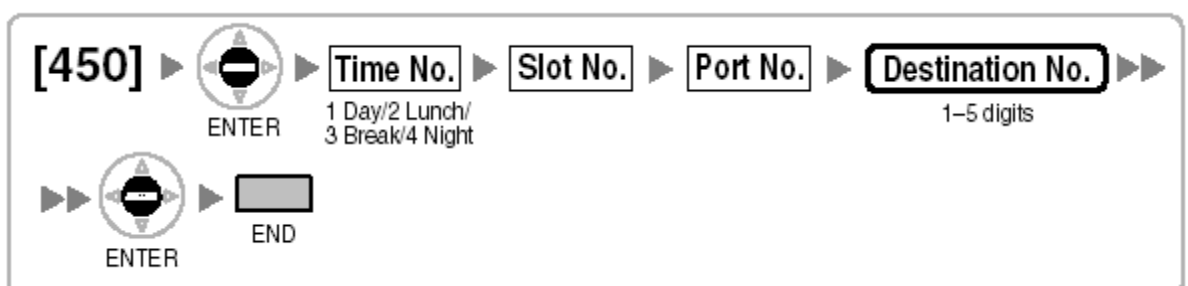 [450] ENTER Time No. Slot No. Port No. Destination No.
1 Day/2 Lunch/
3 Break/4 Night
1–5 digits
ENTER END